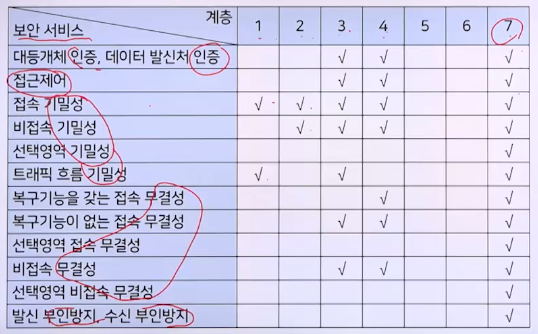 계층
보안 서비스 1 2 3 4 5 6 7
대등개체 인증, 데이터 발신처 인증 √ √ √
접근제어 √ √ √
접속 기밀성 √ √ √ √ √
비접속 기밀성 √ √ √ √
선택영역 기밀성 √
트래픽 흐름 기밀성 √ √ √
복구기능을 갖는 접속 무결성 √ √
복구기능이 없는 접속 무결성 √ √ √
선택영역 접속 무결성 √
비접속 무결성 √ √ √
선택영역 비접속 무결성 √
발신 부인방지, 수신 부인방지 √